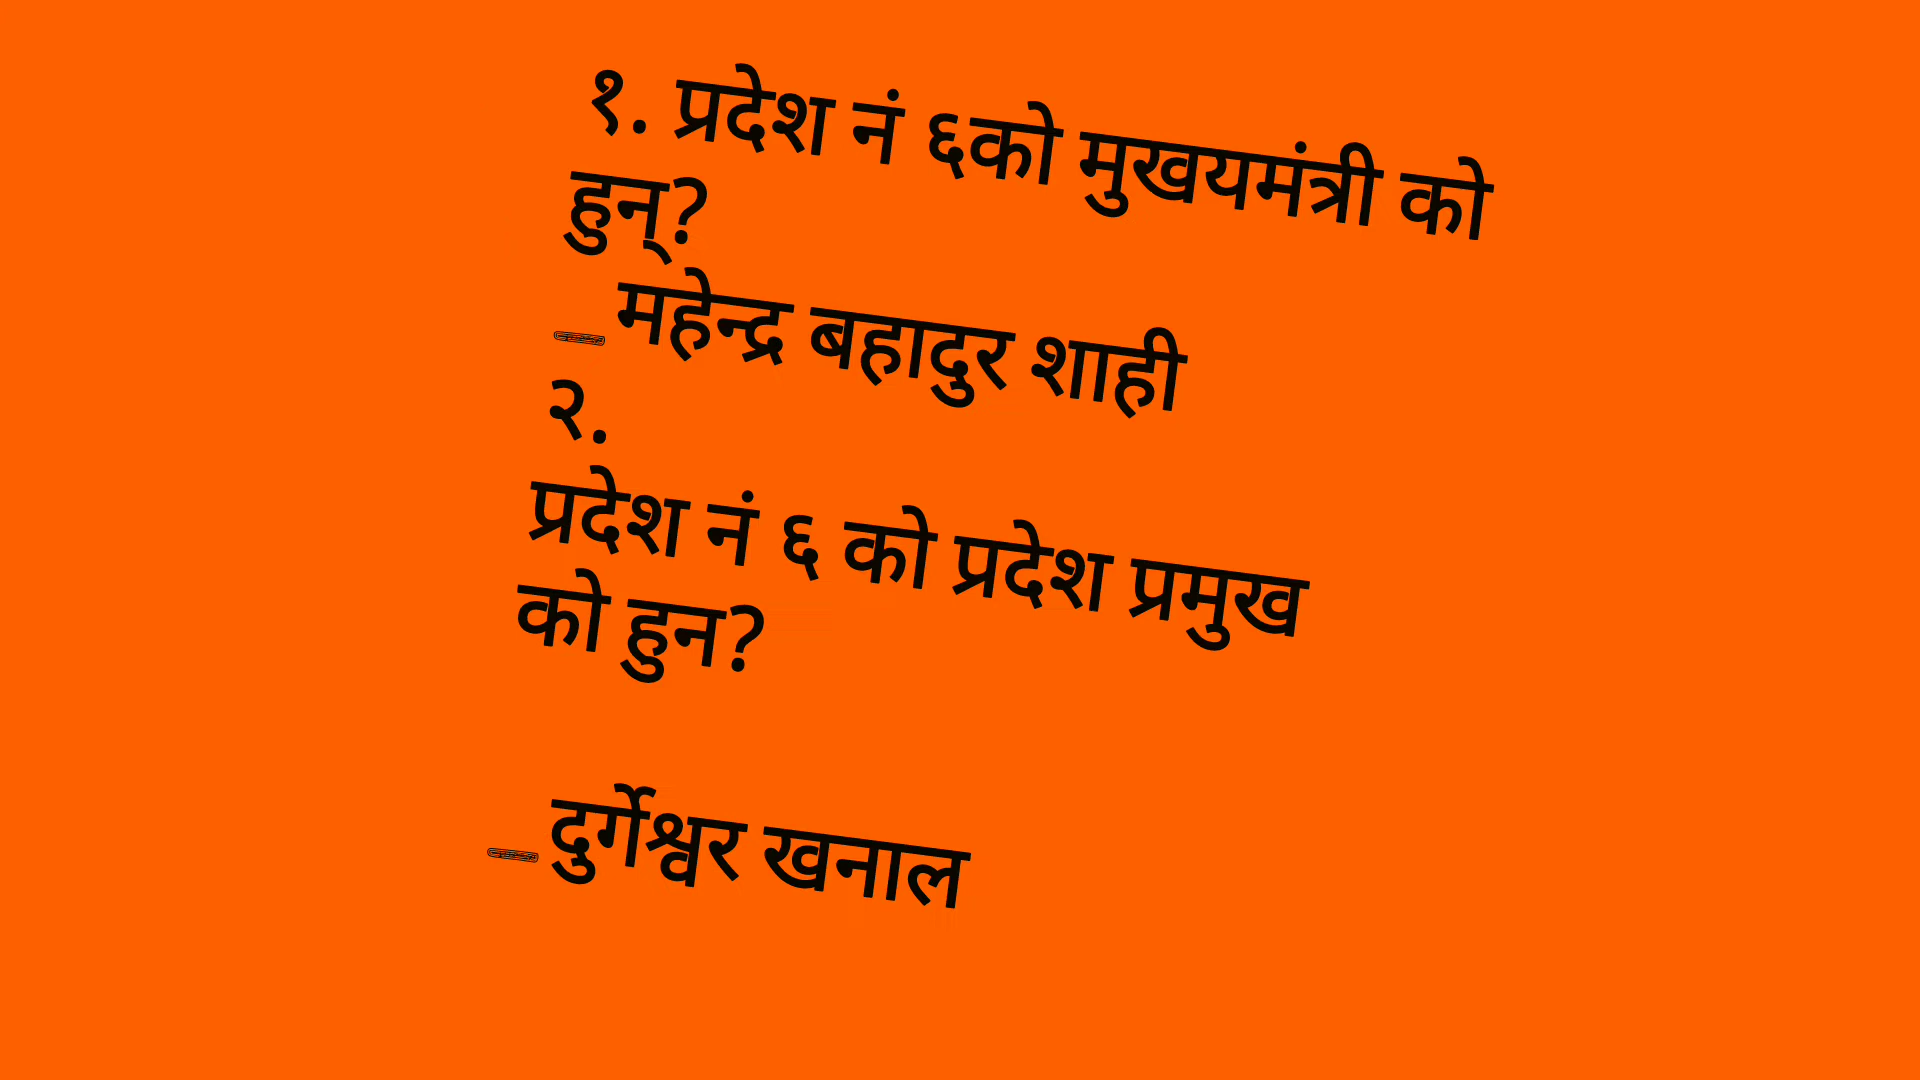 १. प्रदेश नं ६को मुखयमंत्री को
हुन्?
_ महेन्द्र बहादुर शाही
२.
प्रदेश नं ६ को प्रदेश प्रमुख
को हुन?
_ दुर्गेश्वर खनाल